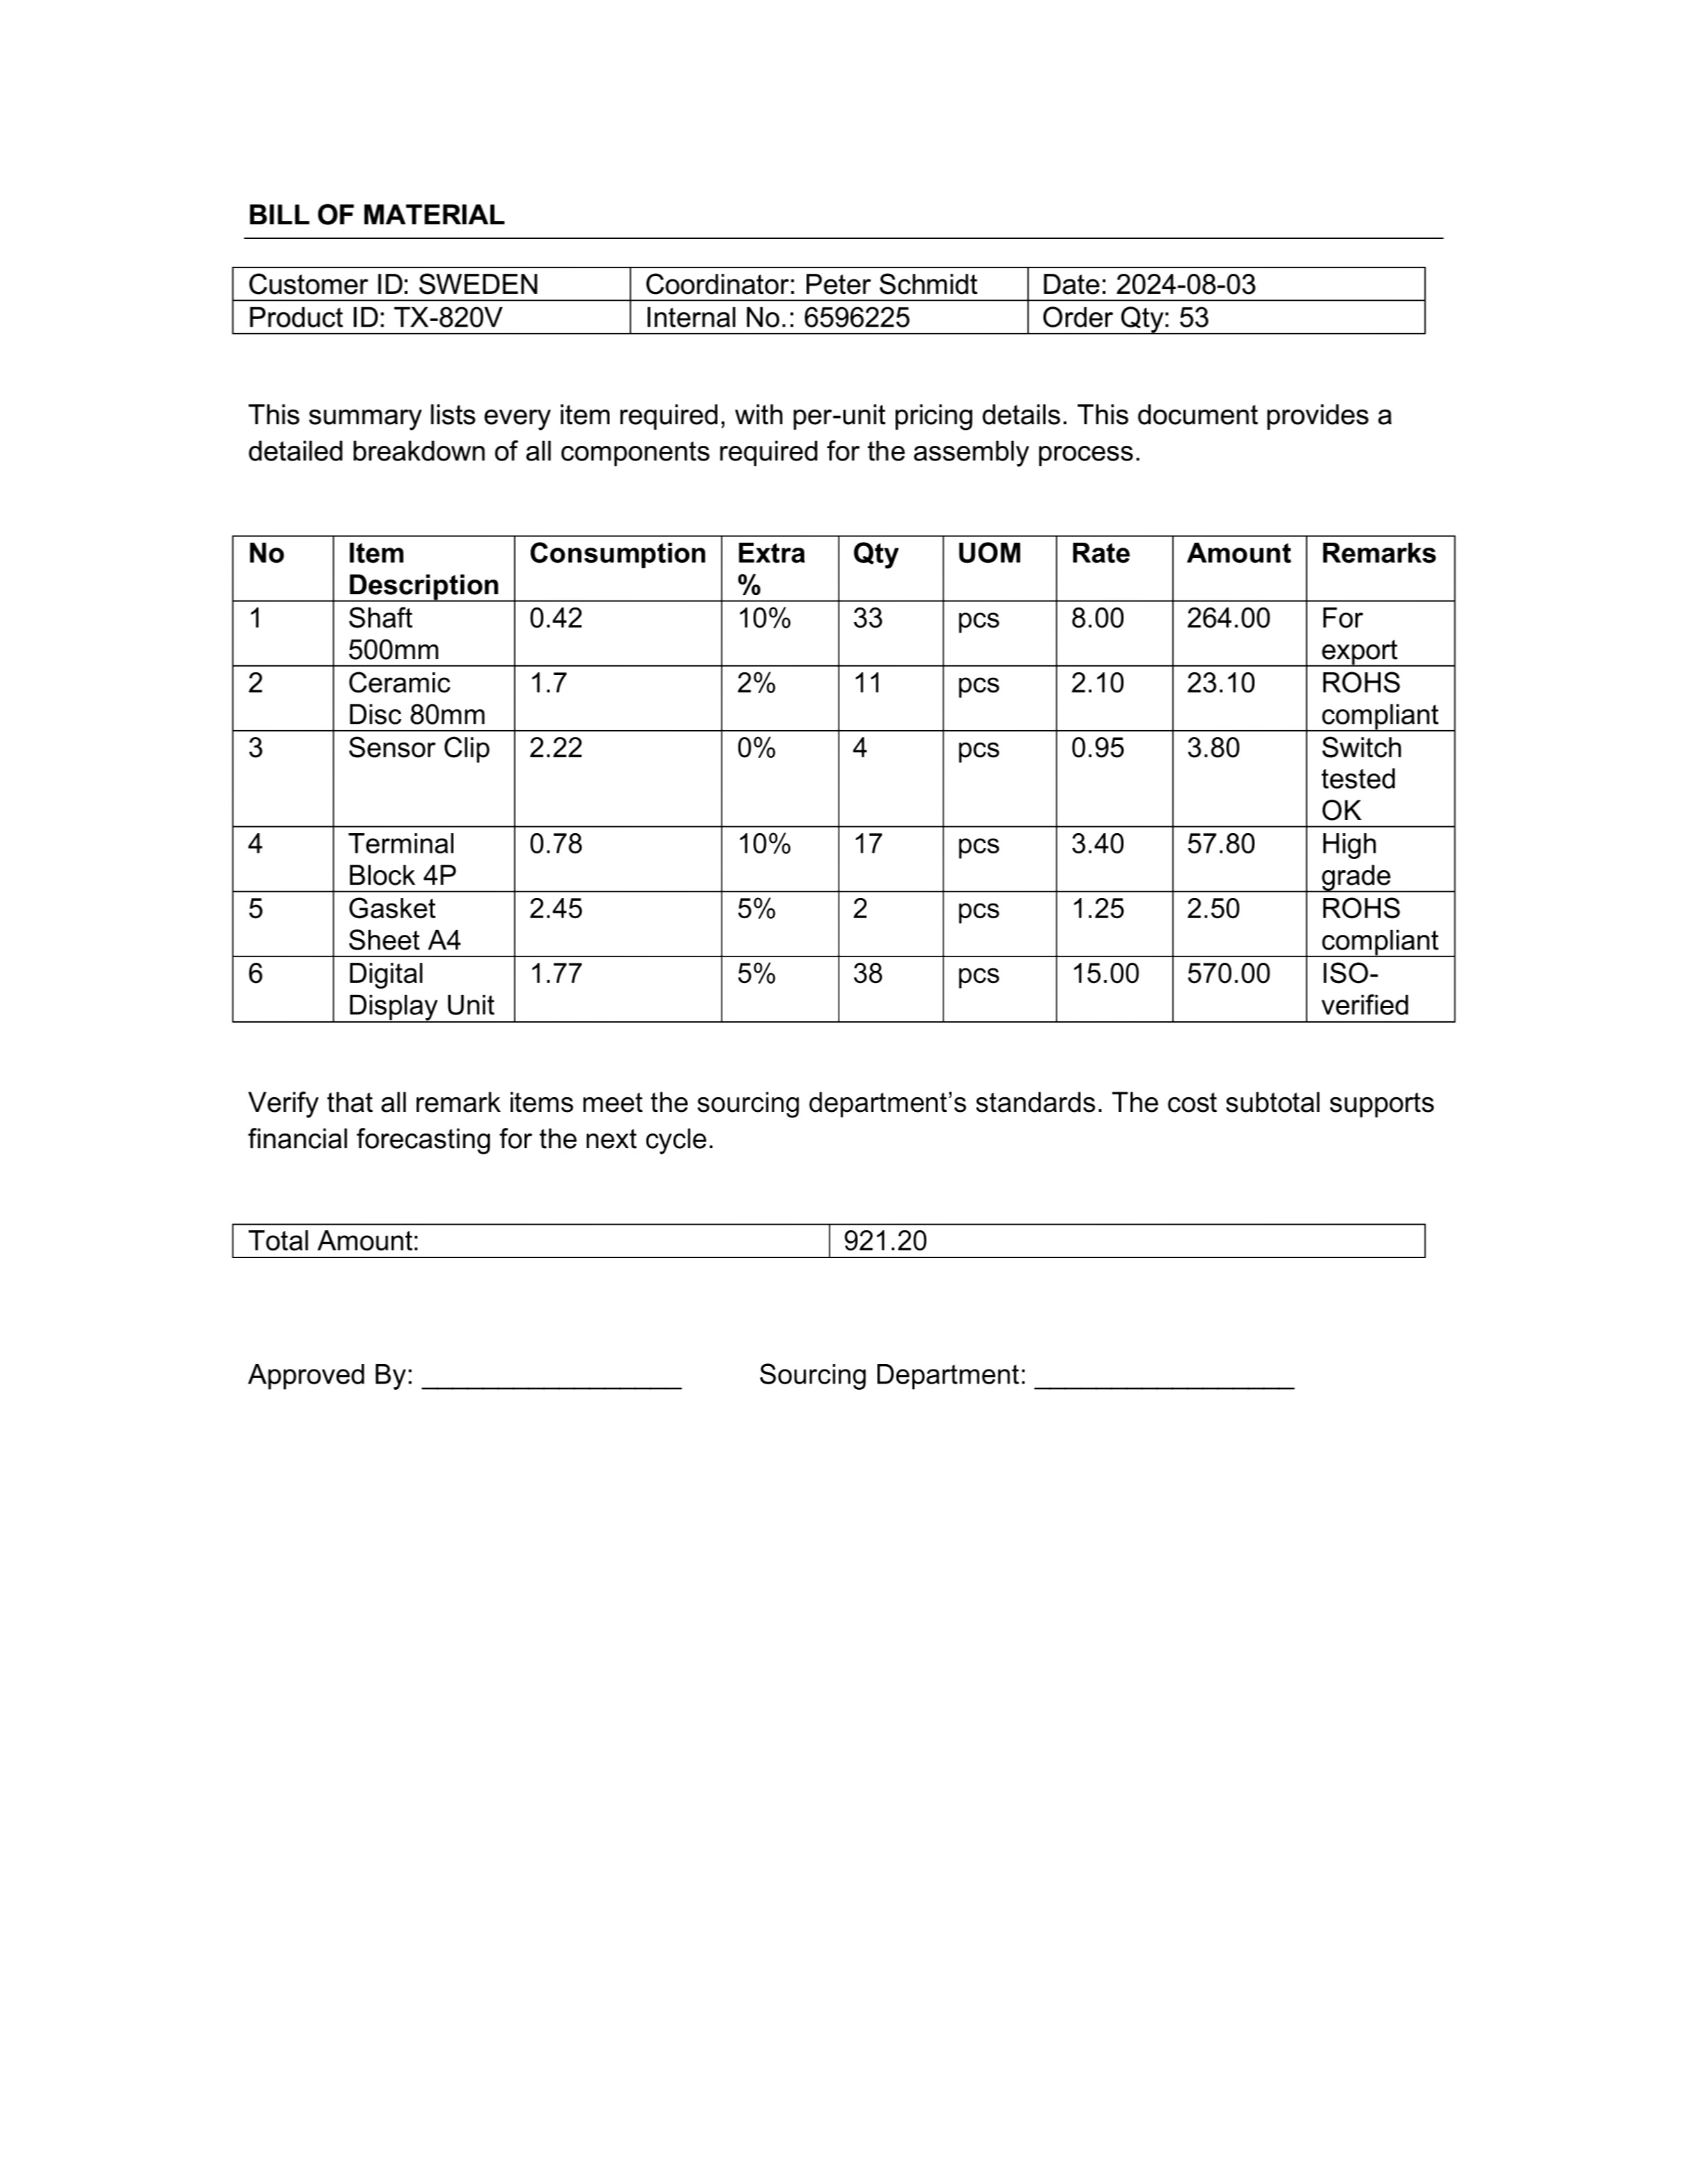 BILL OF MATERIAL
Customer ID: SWEDEN Coordinator: Peter Schmidt Date: 2024-08-03
Product ID: TX-820V Internal No.: 6596225 Order Qty: 53
This summary lists every item required, with per-unit pricing details. This document provides a
detailed breakdown of all components required for the assembly process.
No Item Description Consumption Extra % Qty UOM Rate Amount Remarks
1 Shaft 500mm 0.42 10% 33 pcs 8.00 264.00 For export
2 Ceramic Disc 80mm 1.7 2% 11 pcs 2.10 23.10 ROHS compliant
3 Sensor Clip 2.22 0% 4 pcs 0.95 3.80 Switch tested OK
4 Terminal Block 4P 0.78 10% 17 pcs 3.40 57.80 High grade
5 Gasket Sheet A4 2.45 5% 2 pcs 1.25 2.50 ROHS compliant
6 Digital Display Unit 1.77 5% 38 pcs 15.00 570.00 ISO-verified
Verify that all remark items meet the sourcing department’s standards. The cost subtotal supports
financial forecasting for the next cycle.
Total Amount: 921.20
Approved By: _________________ Sourcing Department: _________________